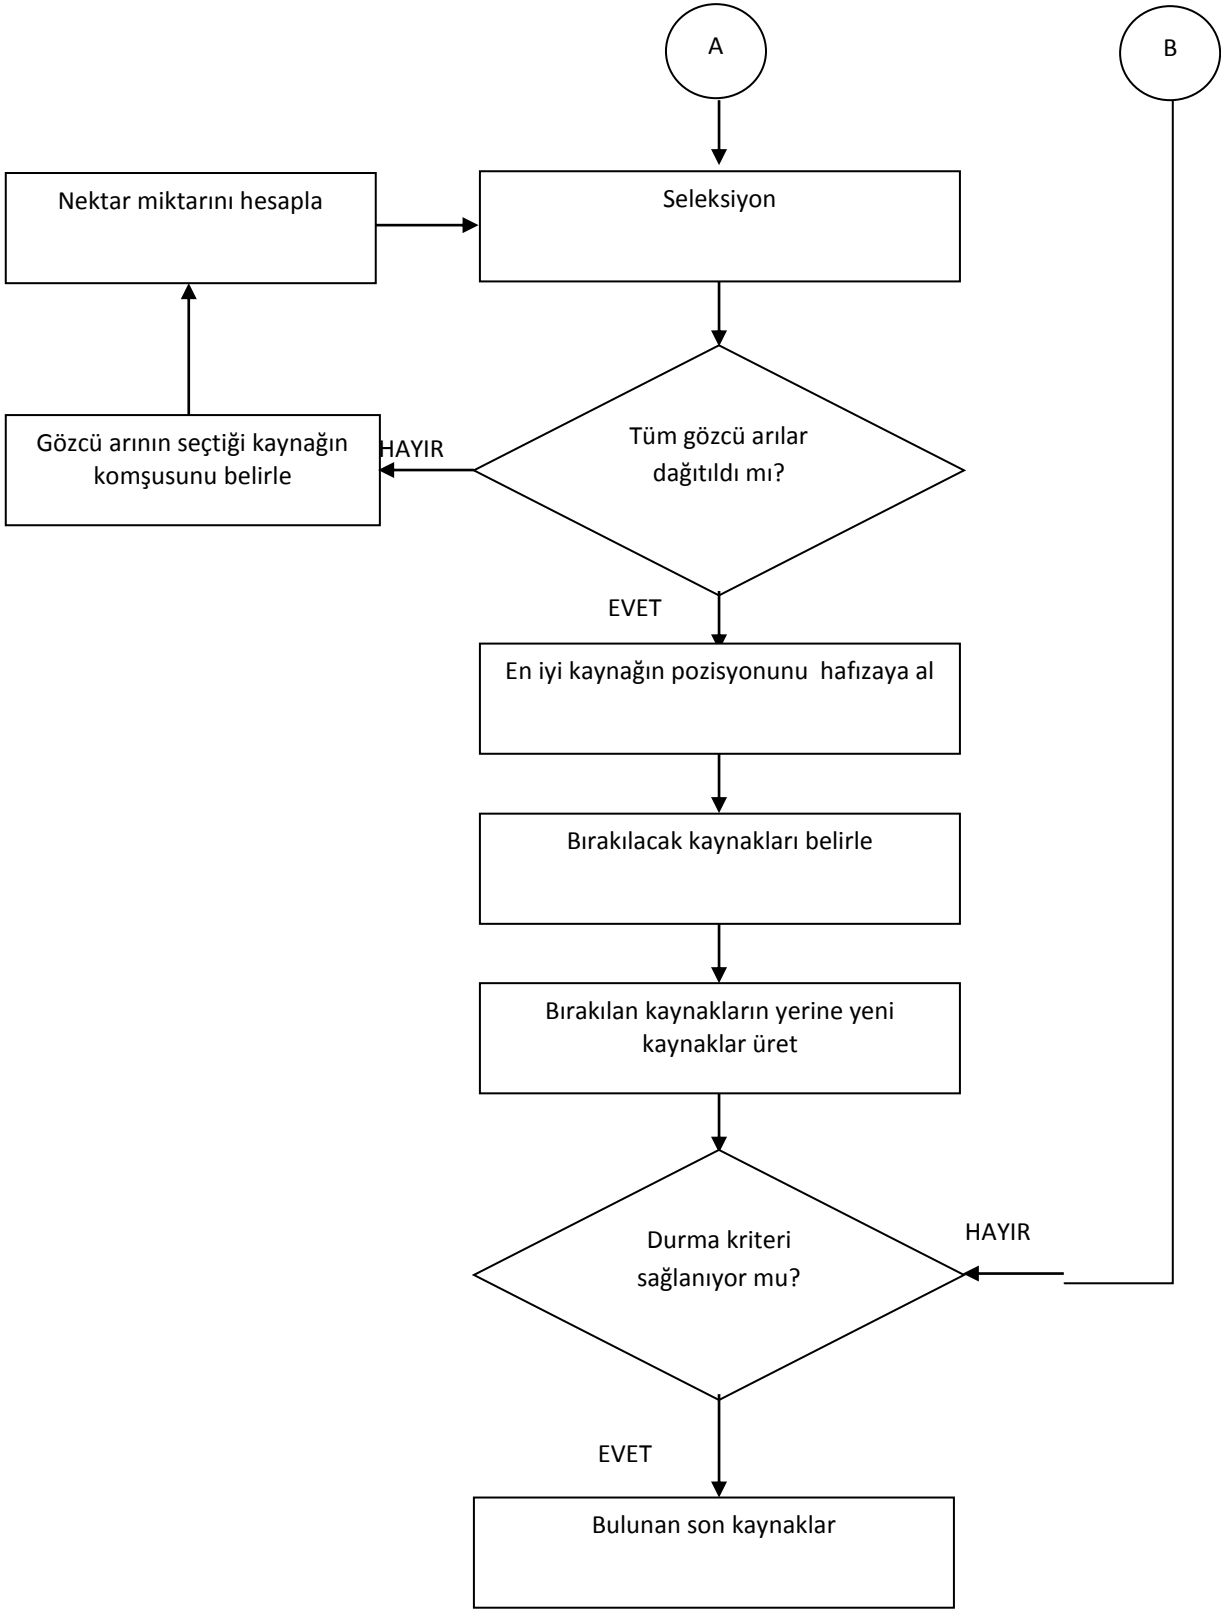 A
B
Nektar miktarını hesapla
Seleksiyon
Tüm gözcü arılar
dağıtıldı mı?
HAYIR
Gözcü arının seçtiği kaynağın
komşusunu belirle
EVET
En iyi kaynağın pozisyonunu  hafızaya al
Bırakılacak kaynakları belirle
Bırakılan kaynakların yerine yeni
kaynaklar üret
Durma kriteri
sağlanıyor mu?
HAYIR
EVET
Bulunan son kaynaklar